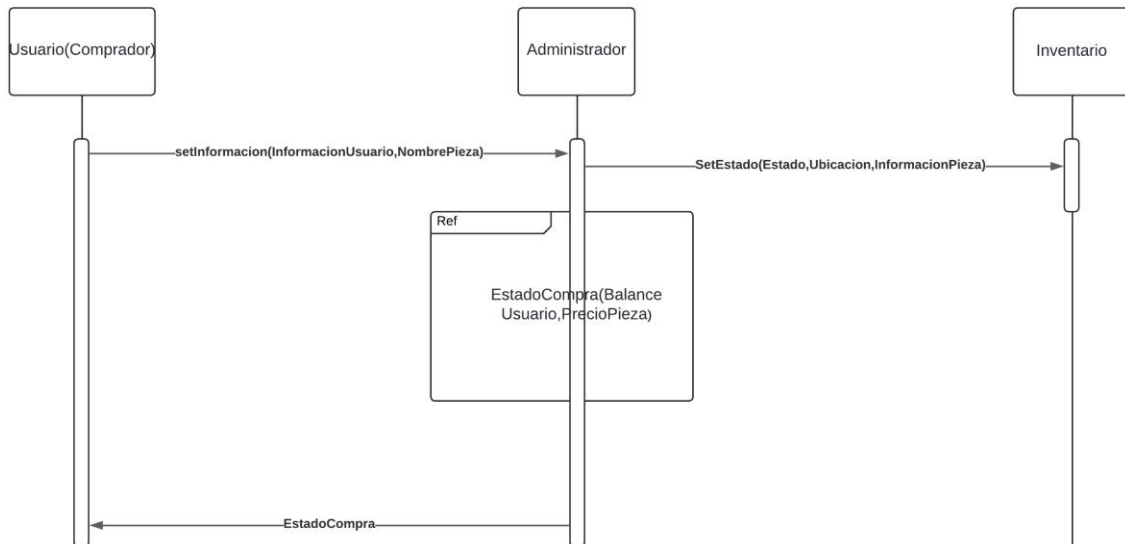 Usuario(Comprador)
Administrador
Inventario
setInformacion(InformacionUsuario,NombrePieza)
SetEstado(Estado,Ubicacion,InformacionPieza)
Ref
EstadoCompra(Balance
Usuario,PrecioPieza)
EstadoCompra